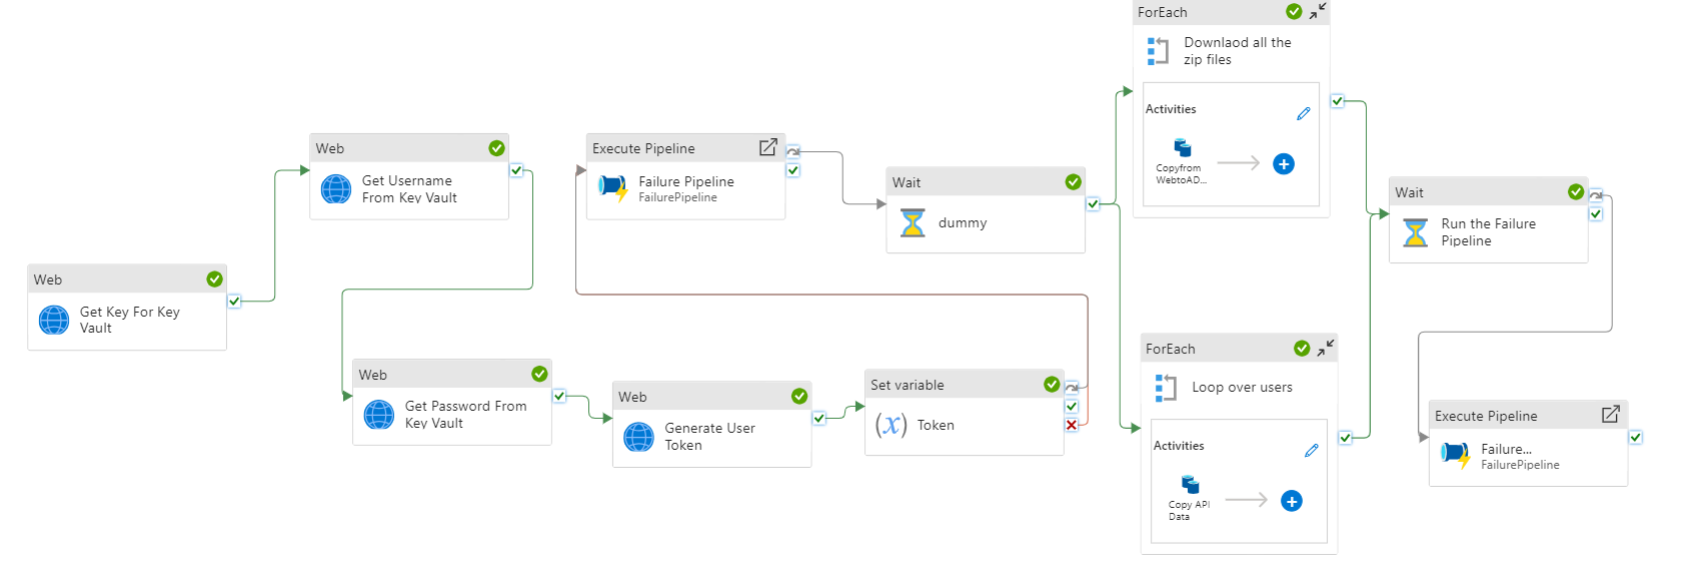 Web
Get Key For Key
Vault
Web
Get Username
From Key Vault
Web
Get Password From
Key Vault
Web
Generate User
Token
Set variable
(x)
Token
Execute Pipeline
Failure Pipeline
FailurePipeline
Wait
dummy
ForEach
Downlaod all the
zip files
Activities
Copyfrom
WebtoAD...
ForEach
Loop over users
Activities
Copy API
Data
Wait
Run the Failure
Pipeline
Execute Pipeline
Failure...
FailurePipeline